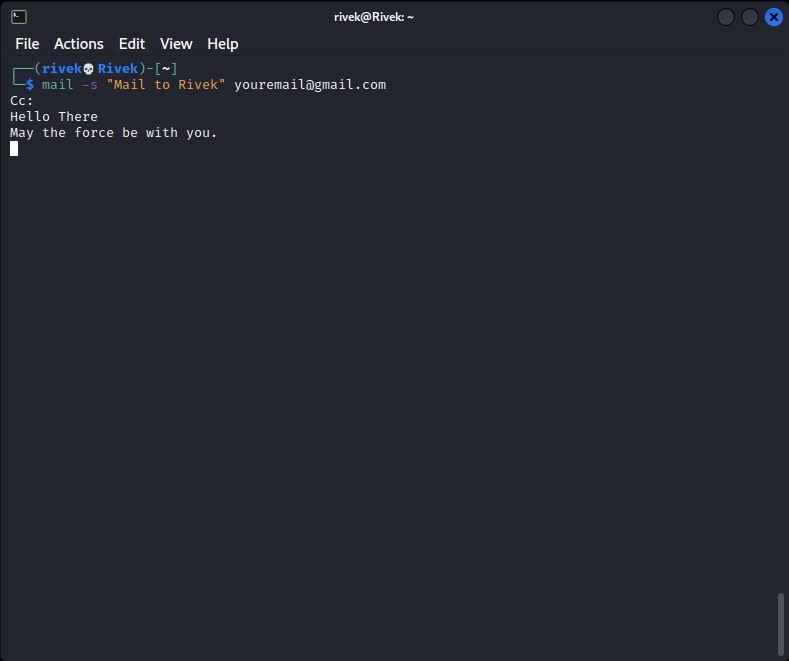 rivek@Rivek: ~
File Actions Edit View Help
┌──(rivek💀Rivek)-[~]
└─$ mail -s "Mail to Rivek" youremail@gmail.com
Cc:
Hello There
May the force be with you.